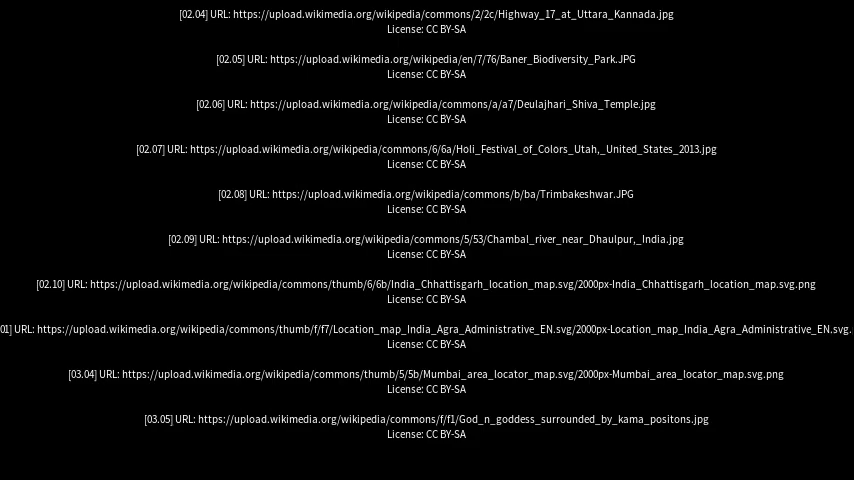 [02.04] URL: https://upload.wikimedia.org/wikipedia/commons/2/2c/Highway_17_at_Uttara_Kannada.jpg
License: CC BY-SA
[02.05] URL: https://upload.wikimedia.org/wikipedia/en/7/76/Baner_Biodiversity_Park.JPG
License: CC BY-SA
[02.06] URL: https://upload.wikimedia.org/wikipedia/commons/a/a7/Deulajhari_Shiva_Temple.jpg
License: CC BY-SA
[02.07] URL: https://upload.wikimedia.org/wikipedia/commons/6/6a/Holi_Festival_of_Colors_Utah,_United_States_2013.jpg
License: CC BY-SA
[02.08] URL: https://upload.wikimedia.org/wikipedia/commons/b/ba/Trimbakeshwar.JPG
License: CC BY-SA
[02.09] URL: https://upload.wikimedia.org/wikipedia/commons/5/53/Chambal_river_near_Dhaulpur,_India.jpg
License: CC BY-SA
[02.10] URL: https://upload.wikimedia.org/wikipedia/commons/thumb/6/6b/India_Chhattisgarh_location_map.svg/2000px-India_Chhattisgarh_location_map.svg.png
License: CC BY-SA
01] URL: https://upload.wikimedia.org/wikipedia/commons/thumb/f/f7/Location_map_India_Agra_Administrative_EN.svg/2000px-Location_map_India_Agra_Administrative_EN.svg.
License: CC BY-SA
[03.04] URL: https://upload.wikimedia.org/wikipedia/commons/thumb/5/5b/Mumbai_area_locator_map.svg/2000px-Mumbai_area_locator_map.svg.png
License: CC BY-SA
[03.05] URL: https://upload.wikimedia.org/wikipedia/commons/f/f1/God_n_goddess_surrounded_by_kama_positons.jpg
License: CC BY-SA